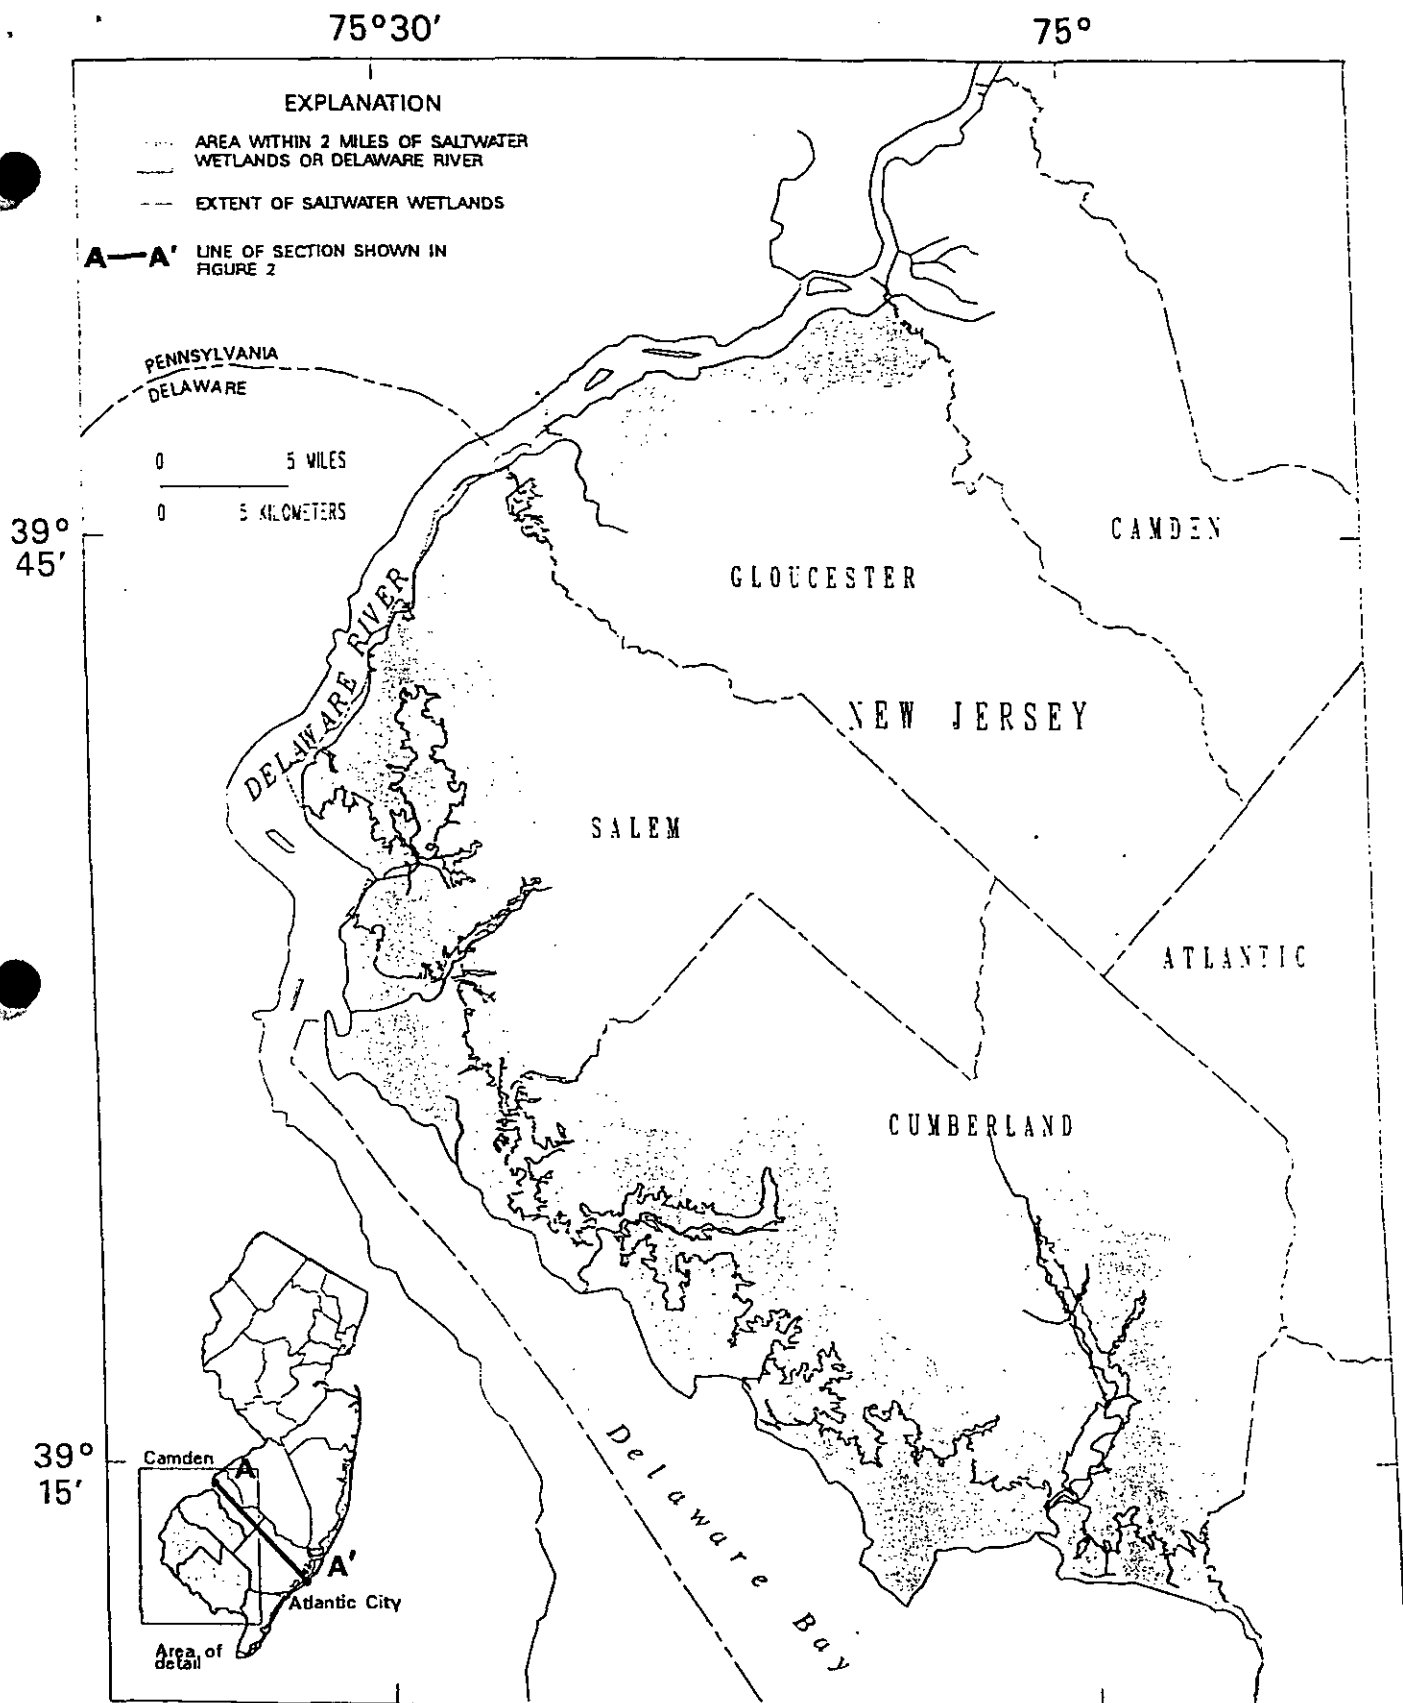 75°30′
75°
EXPLANATION
AREA WITHIN 2 MILES OF SALTWATER
WETLANDS OR DELAWARE RIVER
EXTENT OF SALTWATER WETLANDS
A—A′ LINE OF SECTION SHOWN IN
FIGURE 2
PENNSYLVANIA
DELAWARE
0 5 MILES
0 5 KILOMETERS
39°
45′
CAMDEN
GLOUCESTER
DELAWARE RIVER
NEW JERSEY
SALEM
ATLANTIC
CUMBERLAND
39°
15′
Delaware Bay
Camden
A
A′
Atlantic City
Area of
detail